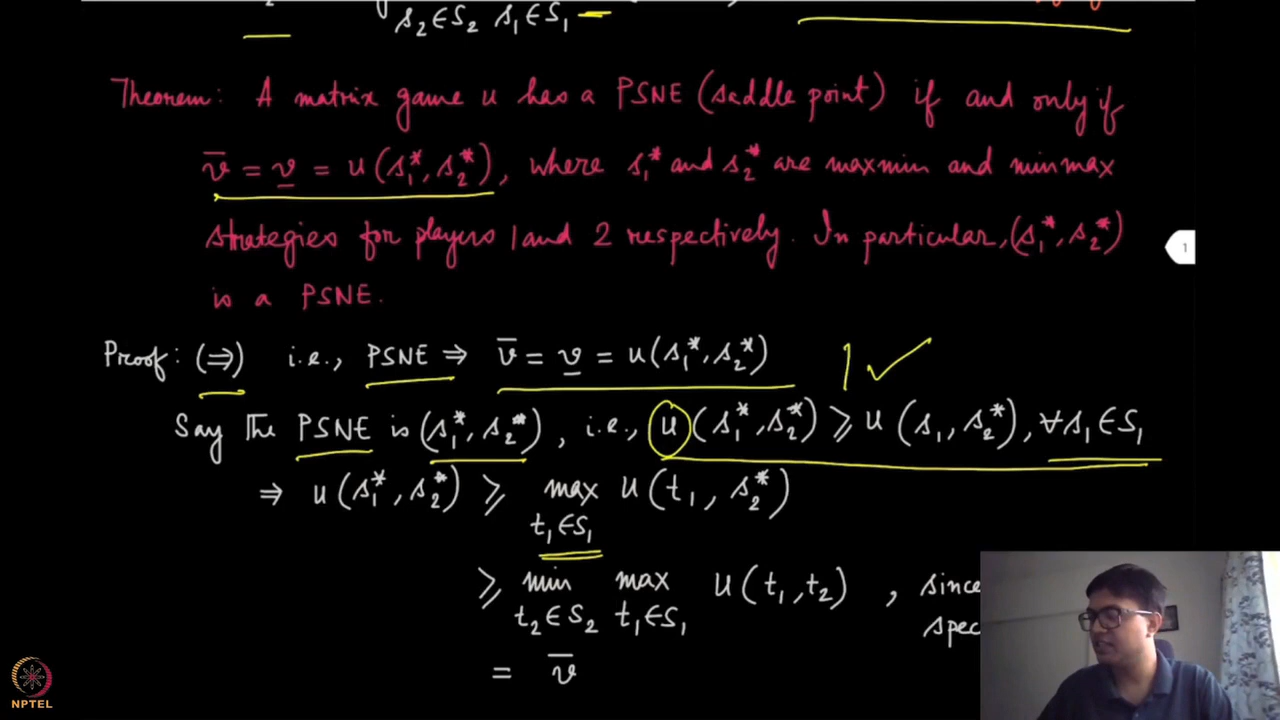 s₂∈S₂ s₁∈S₁
Theorem: A matrix game u has a PSNE (saddle point) if and only if
v̅ = v̲ = u(s₁*, s₂*), where s₁* and s₂* are maxmin and minmax
strategies for players 1 and 2 respectively. In particular, (s₁*, s₂*)
is a PSNE.
1
Proof: (⇒) i.e., PSNE ⇒ v̅ = v̲ = u(s₁*, s₂*)
Say the PSNE is (s₁*, s₂*), i.e., u(s₁*, s₂*) ⩾ u(s₁, s₂*), ∀s₁∈S₁
⇒ u(s₁*, s₂*) ⩾ max u(t₁, s₂*)
t₁∈S₁
⩾ min max u(t₁, t₂), since
t₂∈S₂ t₁∈S₁
= v̅
NPTEL